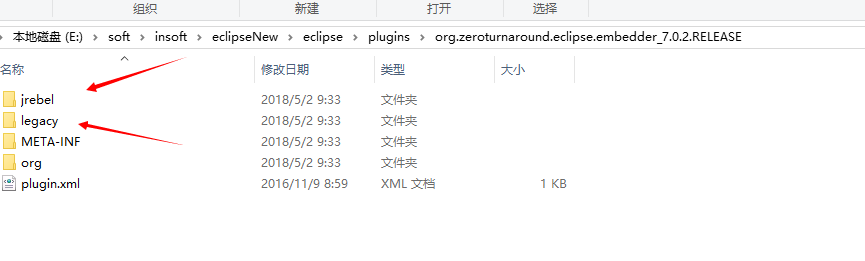 组织 新建 打开 选择
本地磁盘 (E:) › soft › insoft › eclipseNew › eclipse › plugins › org.zeroturnaround.eclipse.embedder_7.0.2.RELEASE
名称 修改日期 类型 大小
jrebel 2018/5/2 9:33 文件夹
legacy 2018/5/2 9:33 文件夹
META-INF 2018/5/2 9:33 文件夹
org 2018/5/2 9:33 文件夹
plugin.xml 2016/11/9 8:59 XML 文档 1 KB